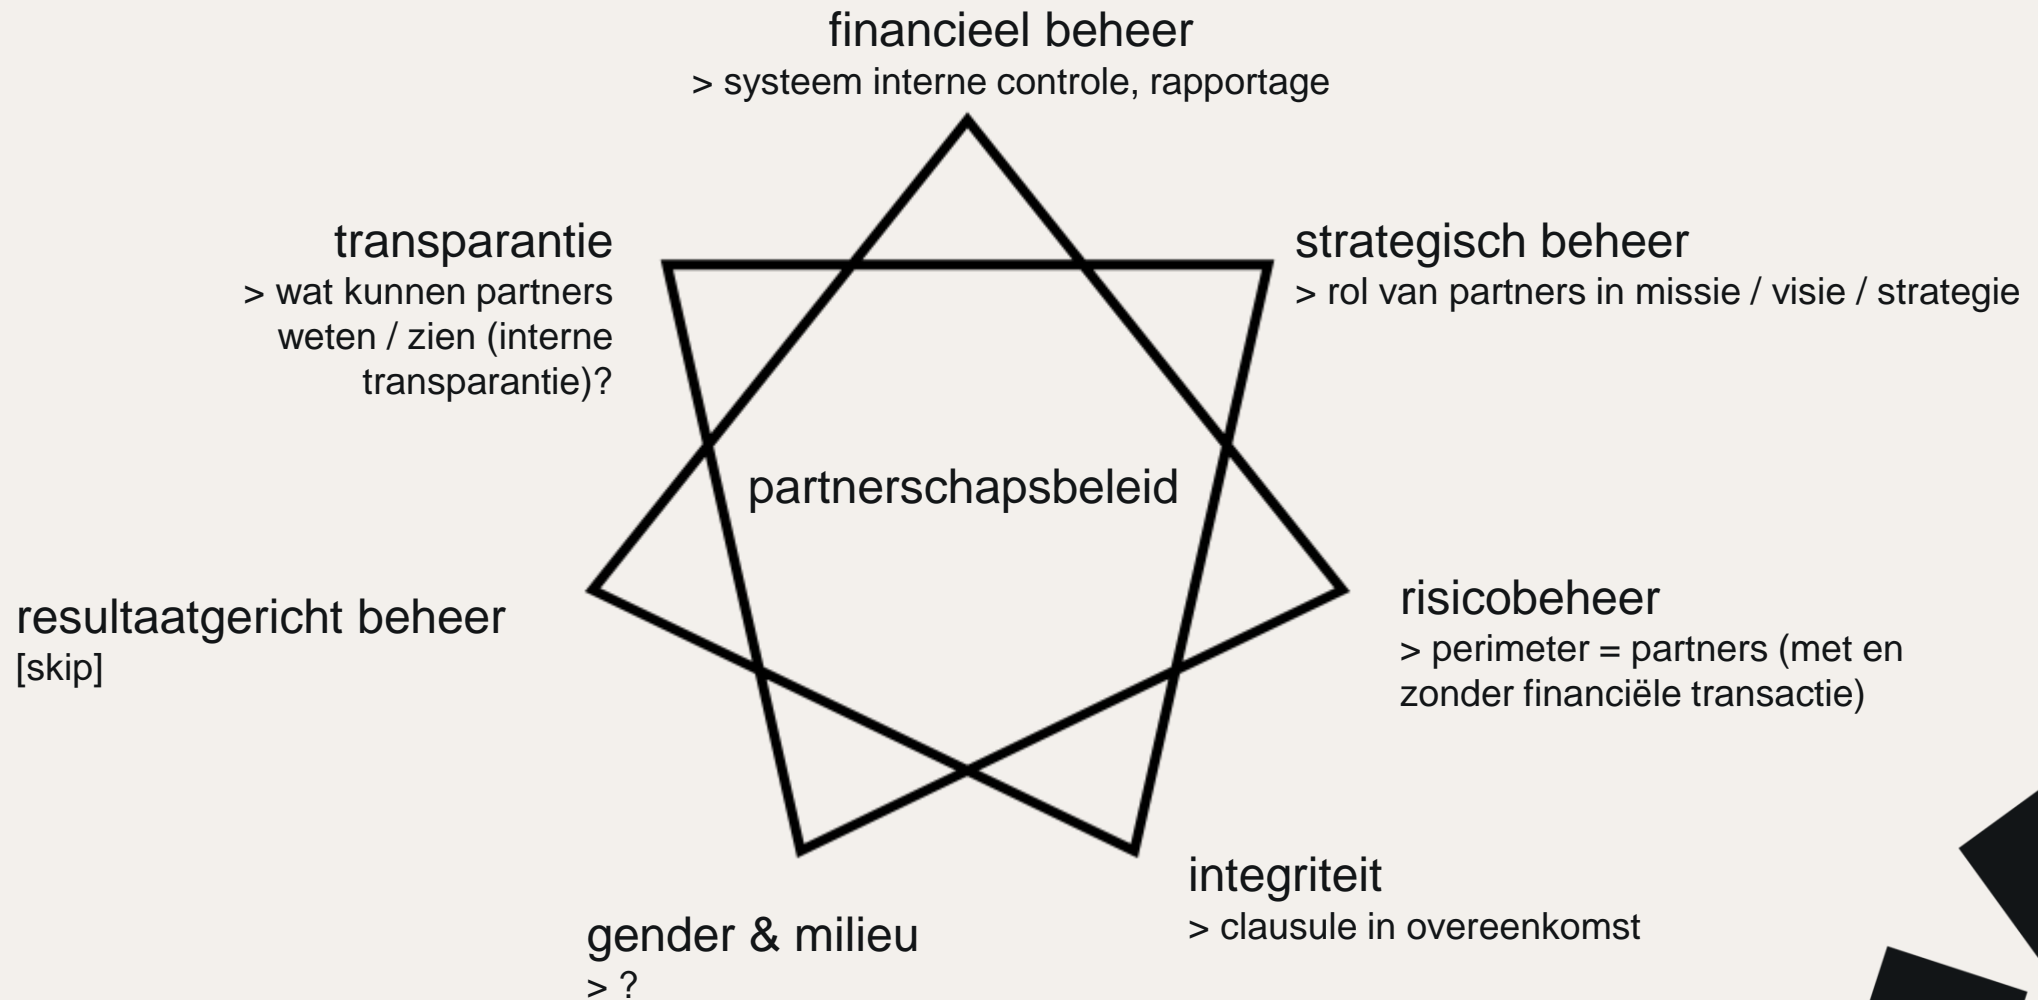 financieel beheer
> systeem interne controle, rapportage
transparantie
> wat kunnen partners
weten / zien (interne
transparantie)?
strategisch beheer
> rol van partners in missie / visie / strategie
partnerschapsbeleid
resultaatgericht beheer
[skip]
risicobeheer
> perimeter = partners (met en
zonder financiële transactie)
integriteit
> clausule in overeenkomst
gender & milieu
> ?